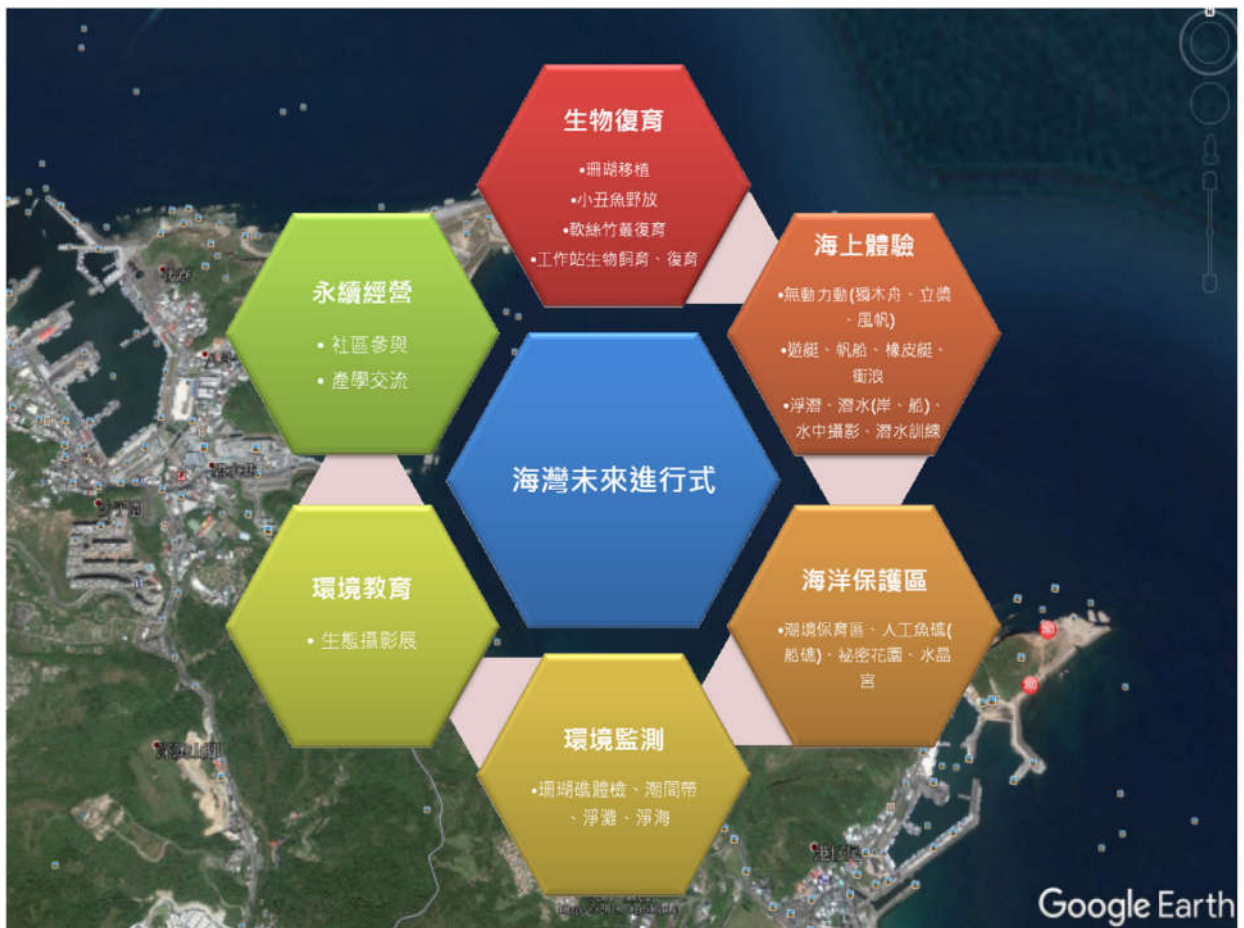 生物復育
•珊瑚移植
•小丑魚野放
•軟絲竹叢復育
•工作站生物飼育、復育
海上體驗
•無動力動(獨木舟、立槳
、風帆)
•遊艇、帆船、橡皮艇、
衝浪
•浮潛、潛水(岸、船)、
水中攝影、潛水訓練
海洋保護區
•潮境保育區、人工魚礁(
船礁)、祕密花園、水晶
宮
環境監測
•珊瑚礁體檢、潮間帶
、淨灘、淨海
環境教育
• 生態攝影展
永續經營
• 社區參與
• 產學交流
海灣未來進行式
Google Earth